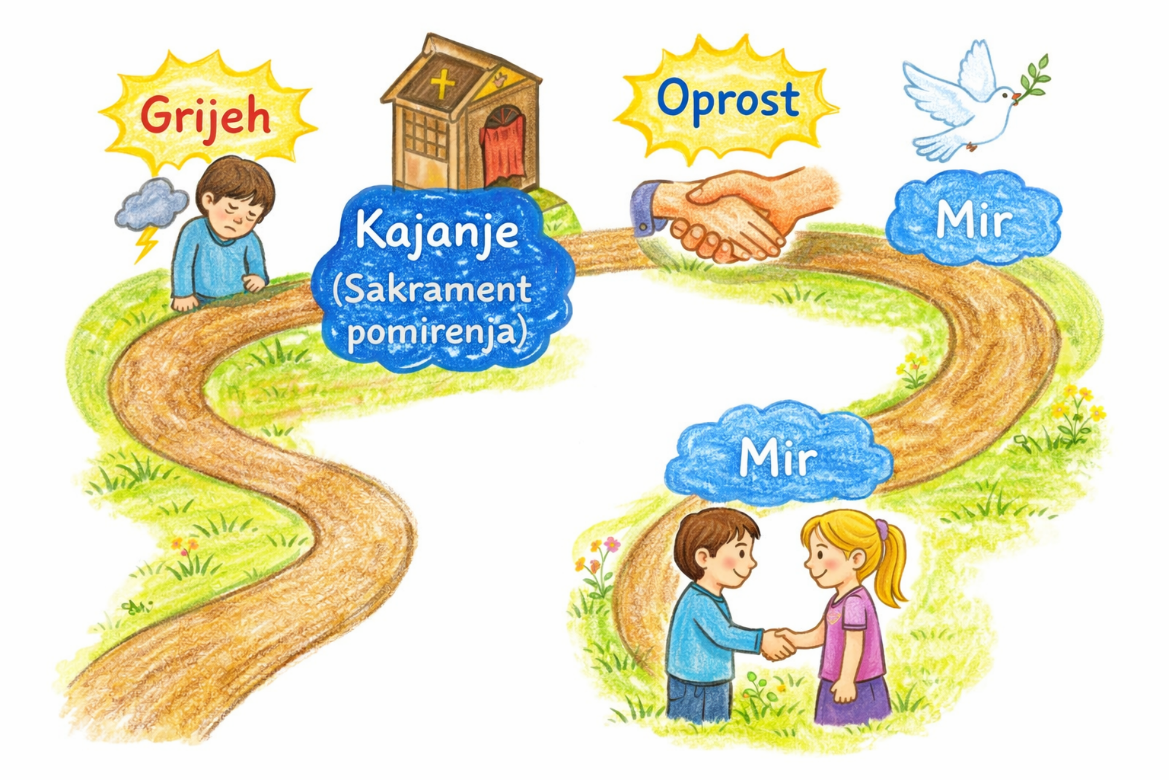 Grijeh
Kajanje
(Sakrament
pomirenja)
Oprost
Mir
Mir